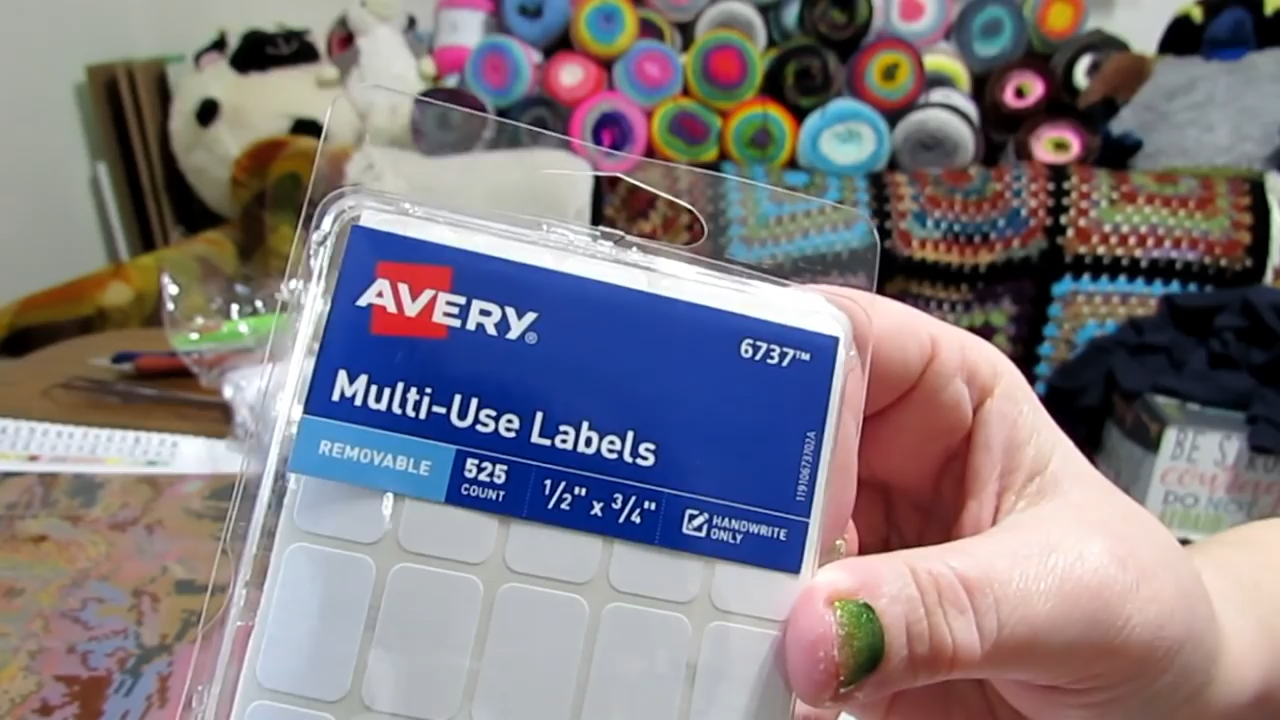 AVERY®
6737™
Multi-Use Labels
REMOVABLE
525
COUNT
1/2" x 3/4"
HANDWRITE
ONLY
BE
DO NO